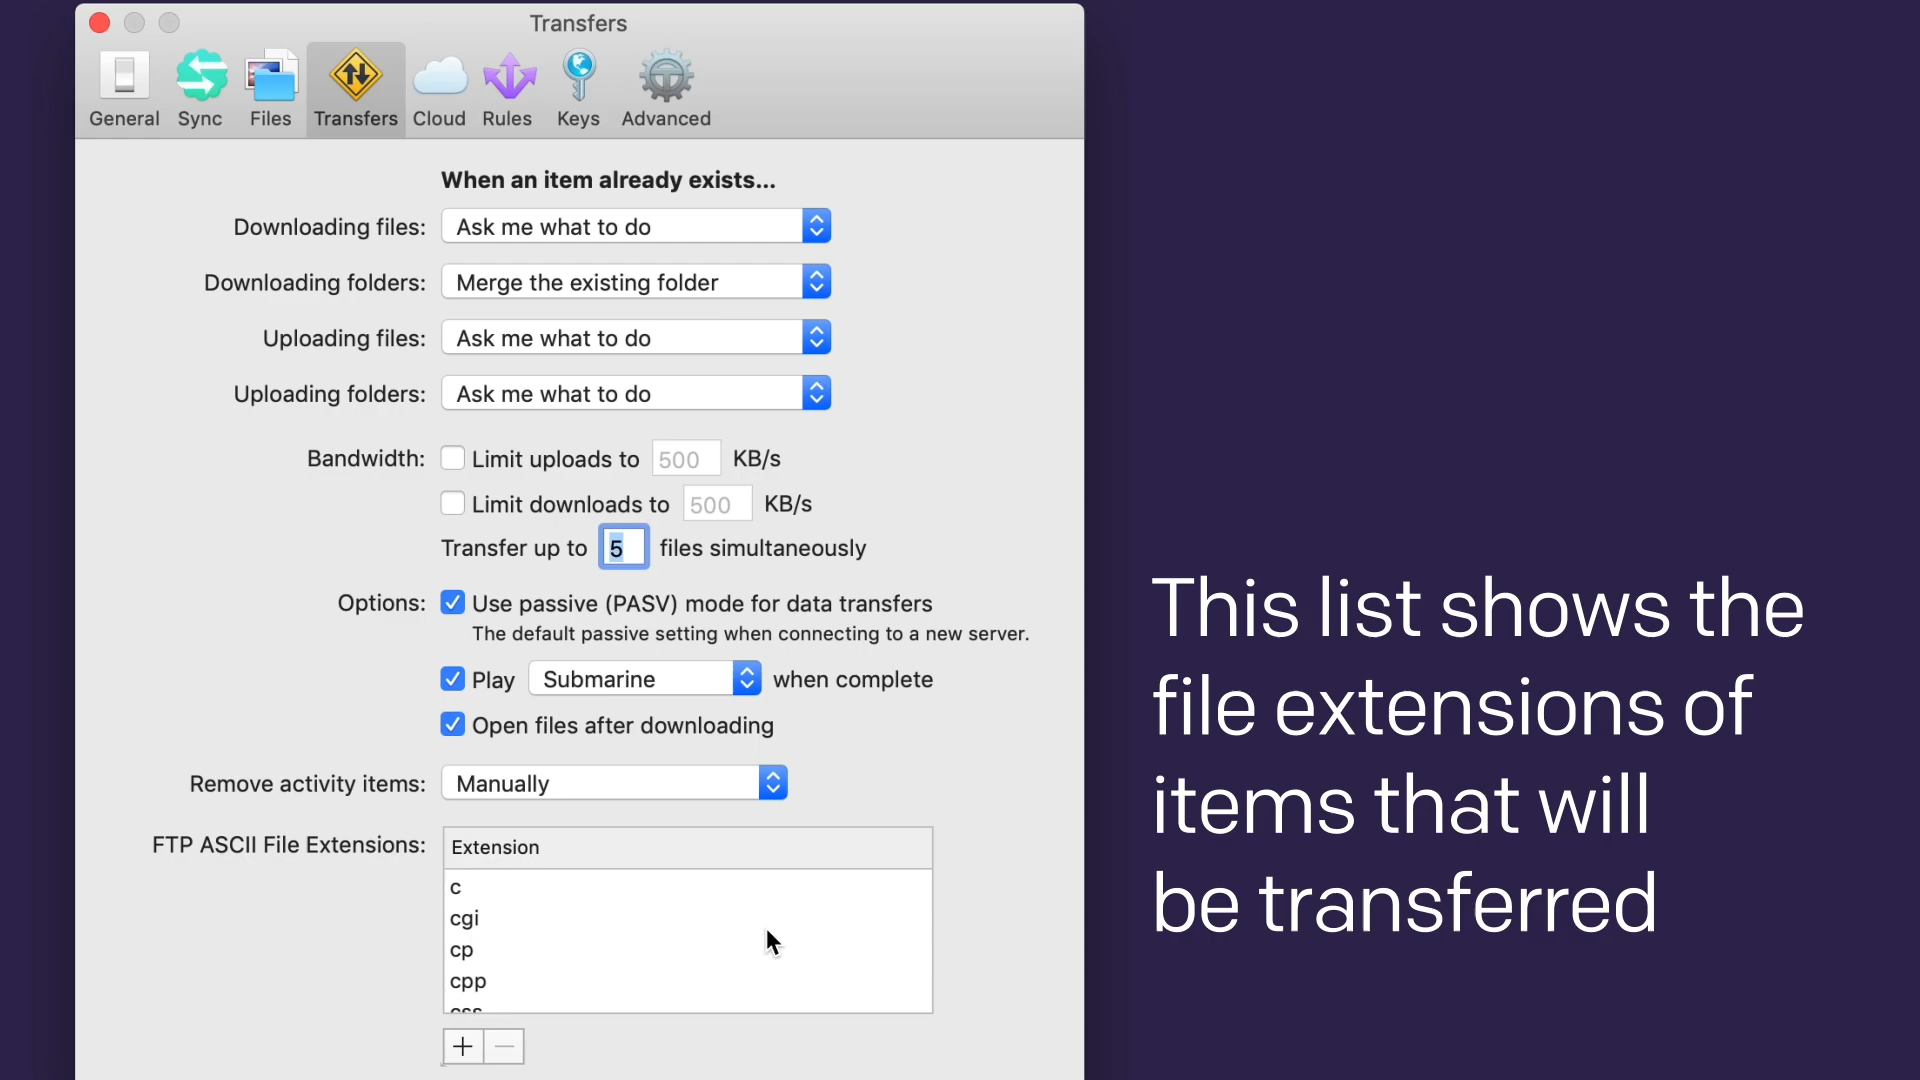 Transfers
General Sync Files Transfers Cloud Rules Keys Advanced
When an item already exists...
Downloading files: Ask me what to do
Downloading folders: Merge the existing folder
Uploading files: Ask me what to do
Uploading folders: Ask me what to do
Bandwidth: Limit uploads to 500 KB/s
Limit downloads to 500 KB/s
Transfer up to 5 files simultaneously
Options: Use passive (PASV) mode for data transfers
The default passive setting when connecting to a new server.
Play Submarine when complete
Open files after downloading
Remove activity items: Manually
FTP ASCII File Extensions: Extension
c
cgi
cp
cpp
css
This list shows the
file extensions of
items that will
be transferred